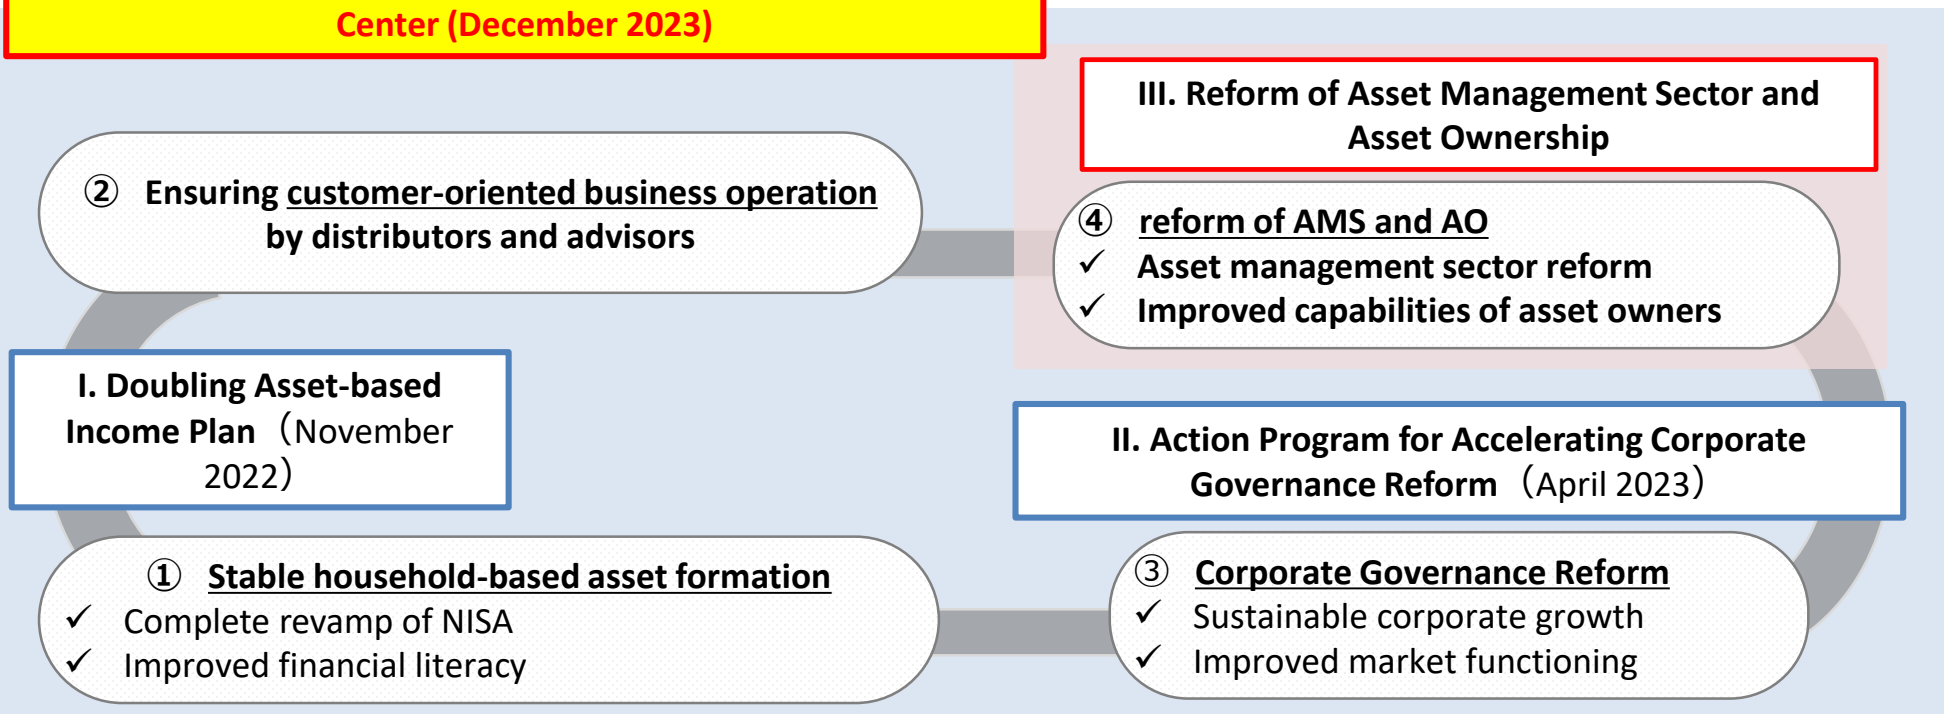 Center (December 2023)
III. Reform of Asset Management Sector and
Asset Ownership
② Ensuring customer-oriented business operation
by distributors and advisors
④ reform of AMS and AO
✓ Asset management sector reform
✓ Improved capabilities of asset owners
I. Doubling Asset-based
Income Plan（November
2022）
II. Action Program for Accelerating Corporate
Governance Reform（April 2023）
① Stable household-based asset formation
✓ Complete revamp of NISA
✓ Improved financial literacy
③ Corporate Governance Reform
✓ Sustainable corporate growth
✓ Improved market functioning